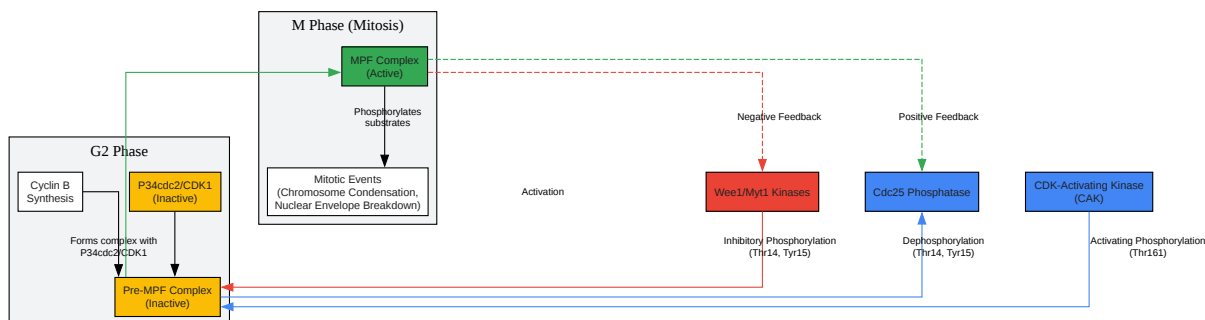 M Phase (Mitosis)
MPF Complex
(Active)
Phosphorylates
substrates
Negative Feedback
Positive Feedback
G2 Phase
Cyclin B
Synthesis
P34cdc2/CDK1
(Inactive)
Mitotic Events
(Chromosome Condensation,
Nuclear Envelope Breakdown)
Activation
Wee1/Myt1 Kinases
Cdc25 Phosphatase
CDK-Activating Kinase
(CAK)
Forms complex with
P34cdc2/CDK1
Inhibitory Phosphorylation
(Thr14, Tyr15)
Dephosphorylation
(Thr14, Tyr15)
Activating Phosphorylation
(Thr161)
Pre-MPF Complex
(Inactive)